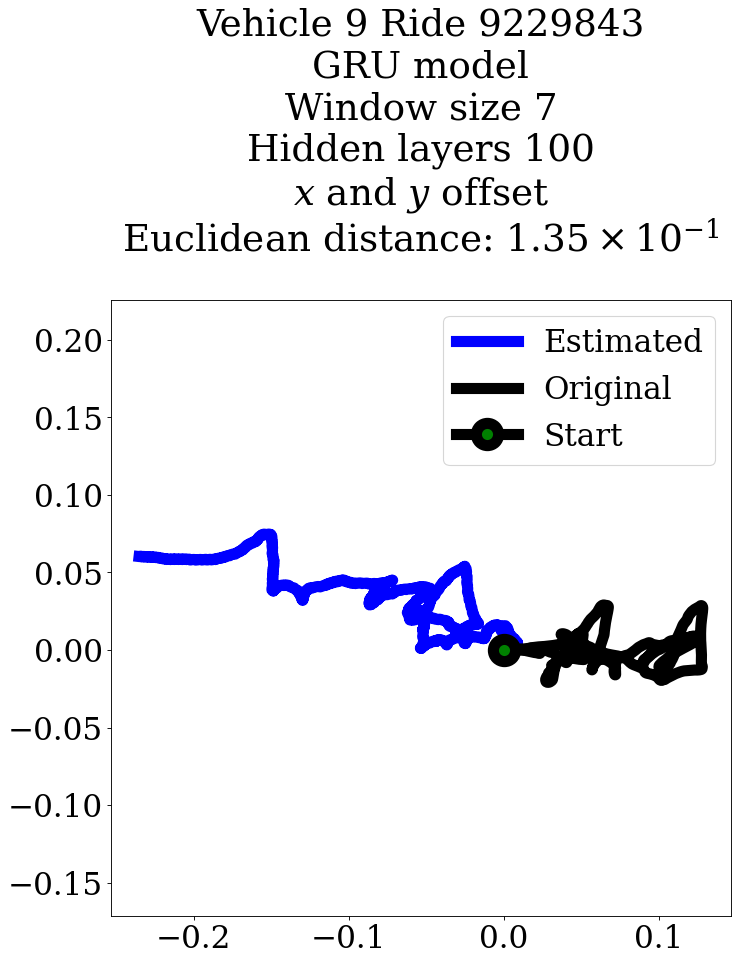 Vehicle 9 Ride 9229843
GRU model
Window size 7
Hidden layers 100
x and y offset
Euclidean distance: 1.35 × 10⁻¹
Estimated
Original
Start
0.20
0.15
0.10
0.05
0.00
−0.05
−0.10
−0.15
−0.2 −0.1 0.0 0.1